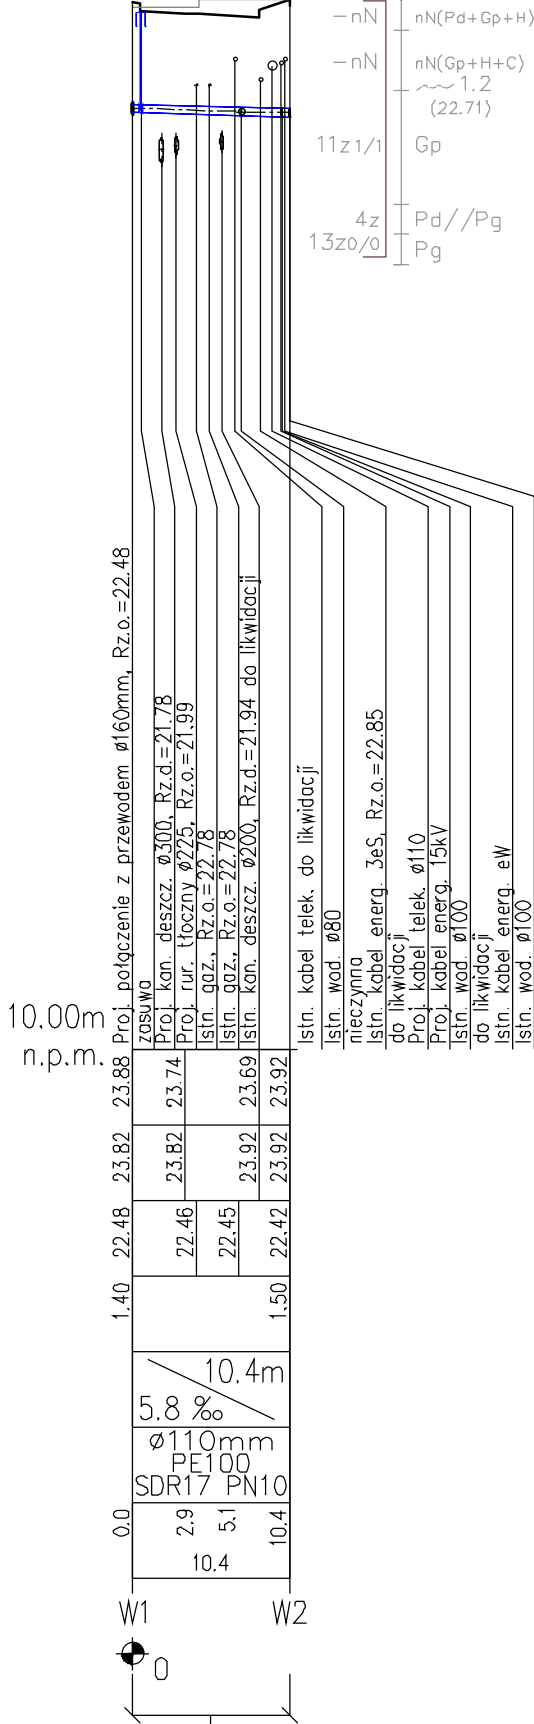 -nN
nN(Pd+Gp+H)
-nN
nN(Gp+H+C)
~~~ 1.2
(22.71)
11z1/1
Gp
4z
Pd//Pg
13z0/0
Pg
Proj. połączenie z przewodem ø160mm, Rz.o.=22.48
zasuwa
Proj. kan. deszcz. ø300, Rz.d.=21.78
Proj. rur. tłoczny ø225, Rz.o.=21.99
Istn. gaz., Rz.o.=22.78
Istn. gaz., Rz.o.=22.78
Istn. kan. deszcz. ø200, Rz.d.=21.94 do likwidacji
Istn. kabel telek. do likwidacji
Istn. wod. ø80
nieczynna
Istn. kabel energ. 3eS, Rz.o.=22.85
do likwidacji
Proj. kabel telek. ø110
Proj. kabel energ. 15kV
Istn. wod. ø100
do likwidacji
Istn. kabel energ. eW
Istn. wod. ø100
10.00m
n.p.m.
23.88 23.74 23.69 23.92
23.82 23.82 23.92 23.92
22.48 22.46 22.45 22.42
1.40 1.50
10.4m
5.8 ‰
ø110mm
PE100
SDR17 PN10
0.0 2.9 5.1 10.4
10.4
W1 W2
0